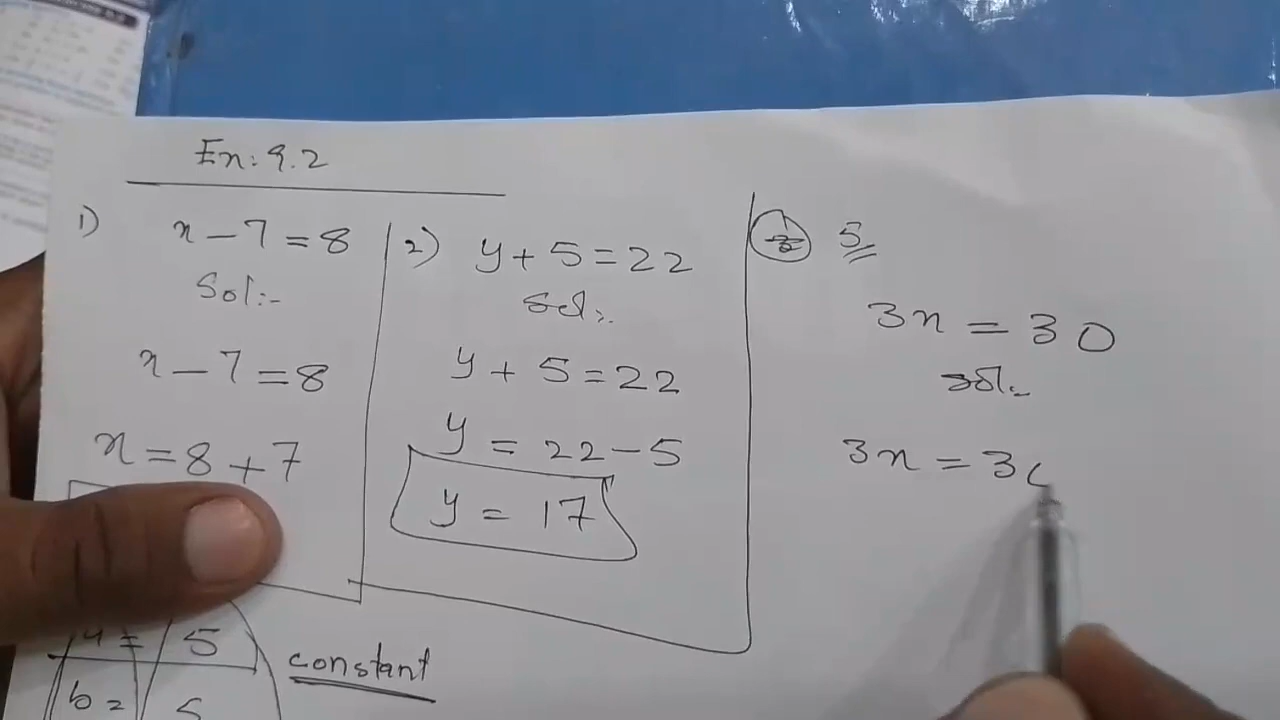 Ex: 9.2
1) x - 7 = 8
Sol:-
x - 7 = 8
x = 8 + 7
2) y + 5 = 22
Sol:-
y + 5 = 22
y = 22 - 5
y = 17
5
3x = 30
Sol:-
3x = 30
5
b =
constant